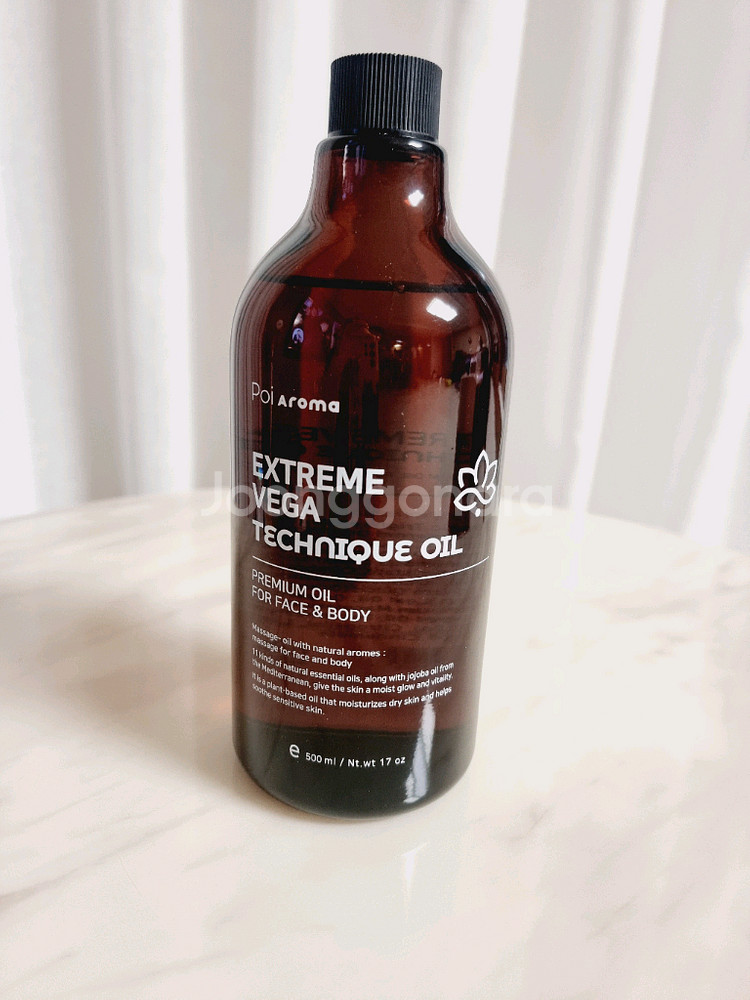 Poi Aroma
EXTREME
VEGA
TECHNIQUE OIL
Joonggonara
PREMIUM OIL
FOR FACE & BODY
Massage- oil with natural aromes :
massage for face and body
11 kinds of natural essential oils, along with jojoba oil from
the Mediterranean, give the skin a moist glow and vitality.
It is a plant-based oil that moisturizes dry skin and helps
soothe sensitive skin.
e 500 ml / Nt.wt 17 oz